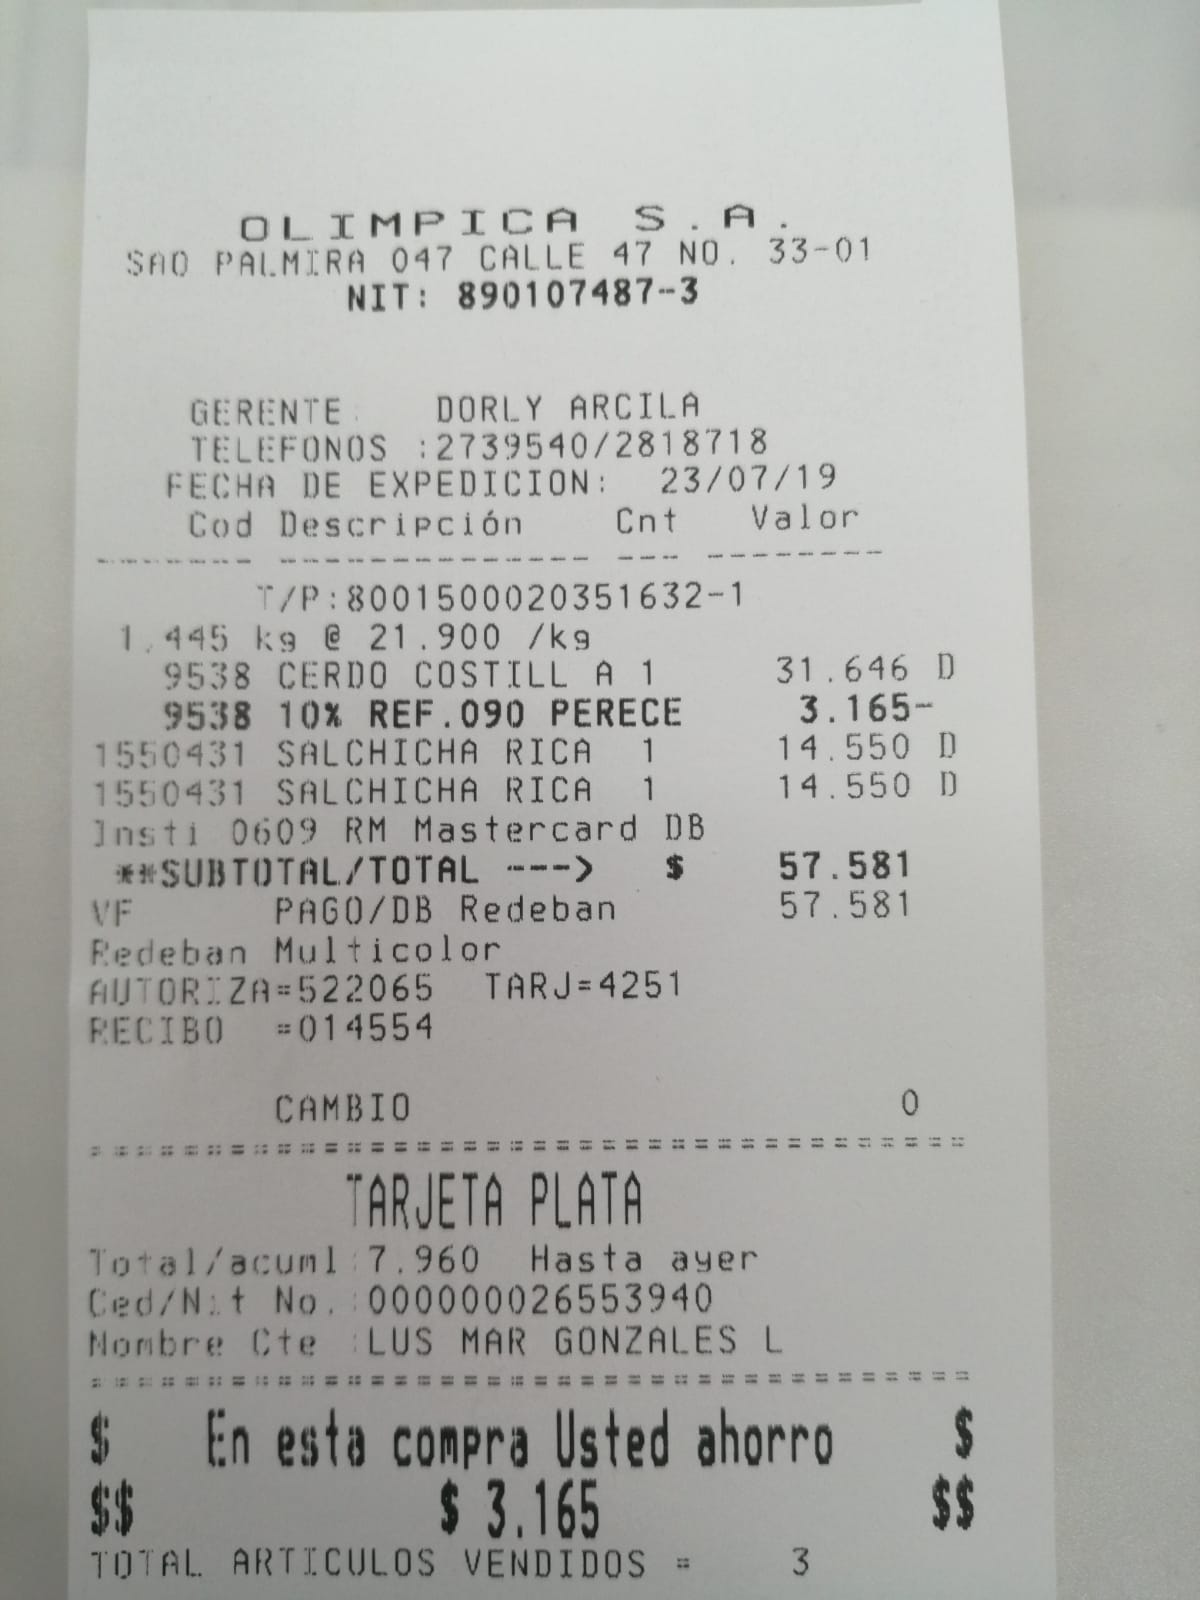 OLIMPICA S.A.
SAO PALMIRA 047 CALLE 47 NO. 33-01
NIT: 890107487-3
GERENTE: DORLY ARCILA
TELEFONOS :2739540/2818718
FECHA DE EXPEDICION: 23/07/19
Cod Descripción Cnt Valor
-------- -------------- --- --------
T/P:8001500020351632-1
1,445 kg @ 21.900 /kg
9538 CERDO COSTILL A 1 31.646 D
9538 10% REF.090 PERECE 3.165-
1550431 SALCHICHA RICA 1 14.550 D
1550431 SALCHICHA RICA 1 14.550 D
Insti 0609 RM Mastercard DB
**SUBTOTAL/TOTAL ---> $ 57.581
VF PAGO/DB Redeban 57.581
Redeban Multicolor
AUTORIZA=522065 TARJ=4251
RECIBO =014554
CAMBIO 0
======================================
TARJETA PLATA
Total/acuml:7.960 Hasta ayer
Ced/Nit No.:000000026553940
Nombre Cte :LUS MAR GONZALES L
======================================
$ En esta compra Usted ahorro $
$$ $ 3.165 $$
TOTAL ARTICULOS VENDIDOS = 3